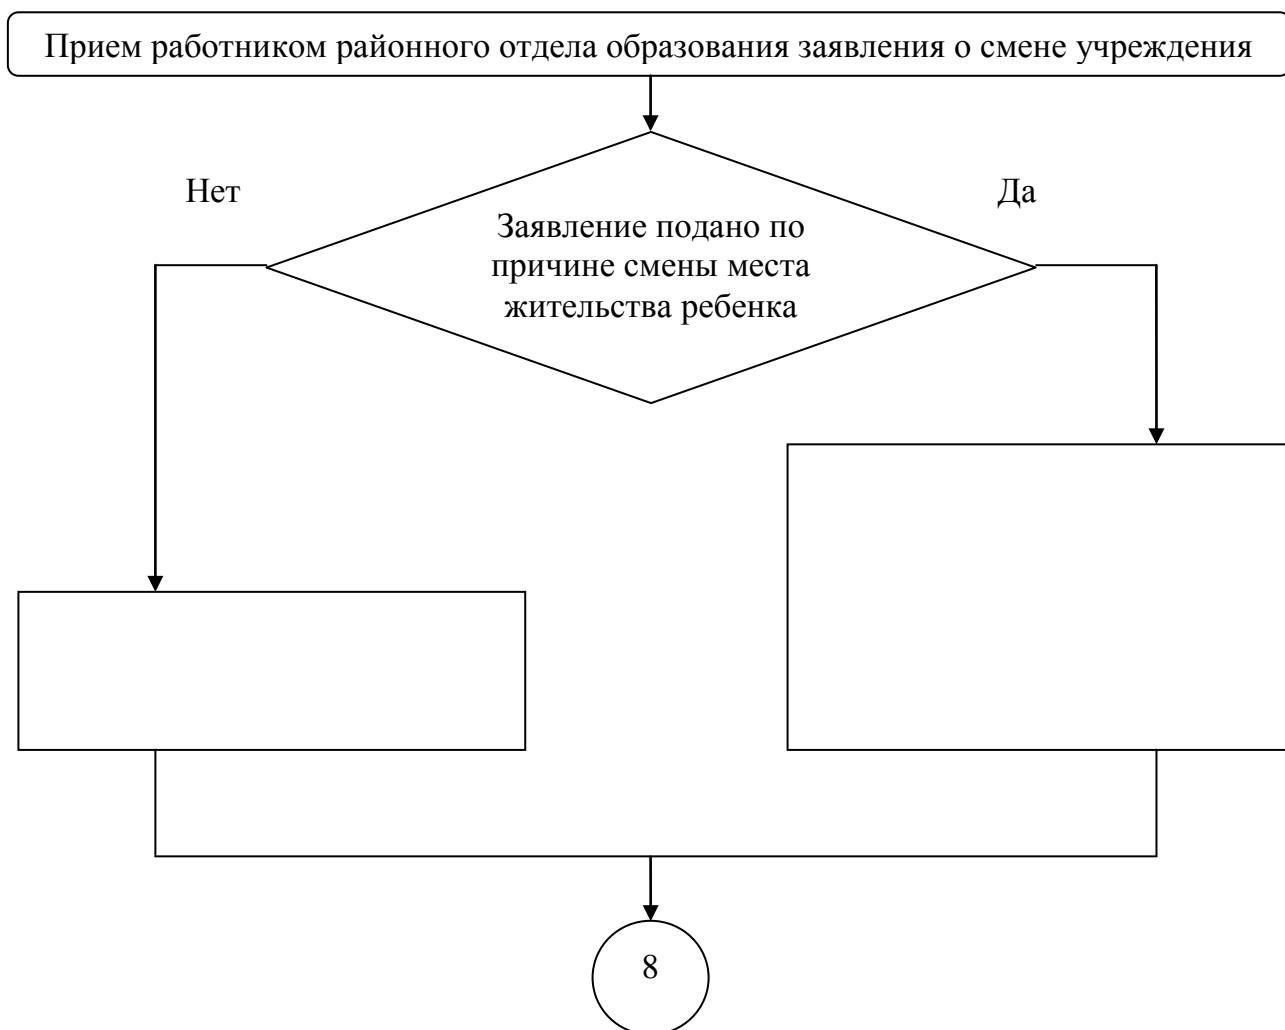 Прием работником районного отдела образования заявления о смене учреждения
Нет
Да
Заявление подано по
причине смены места
жительства ребенка
8